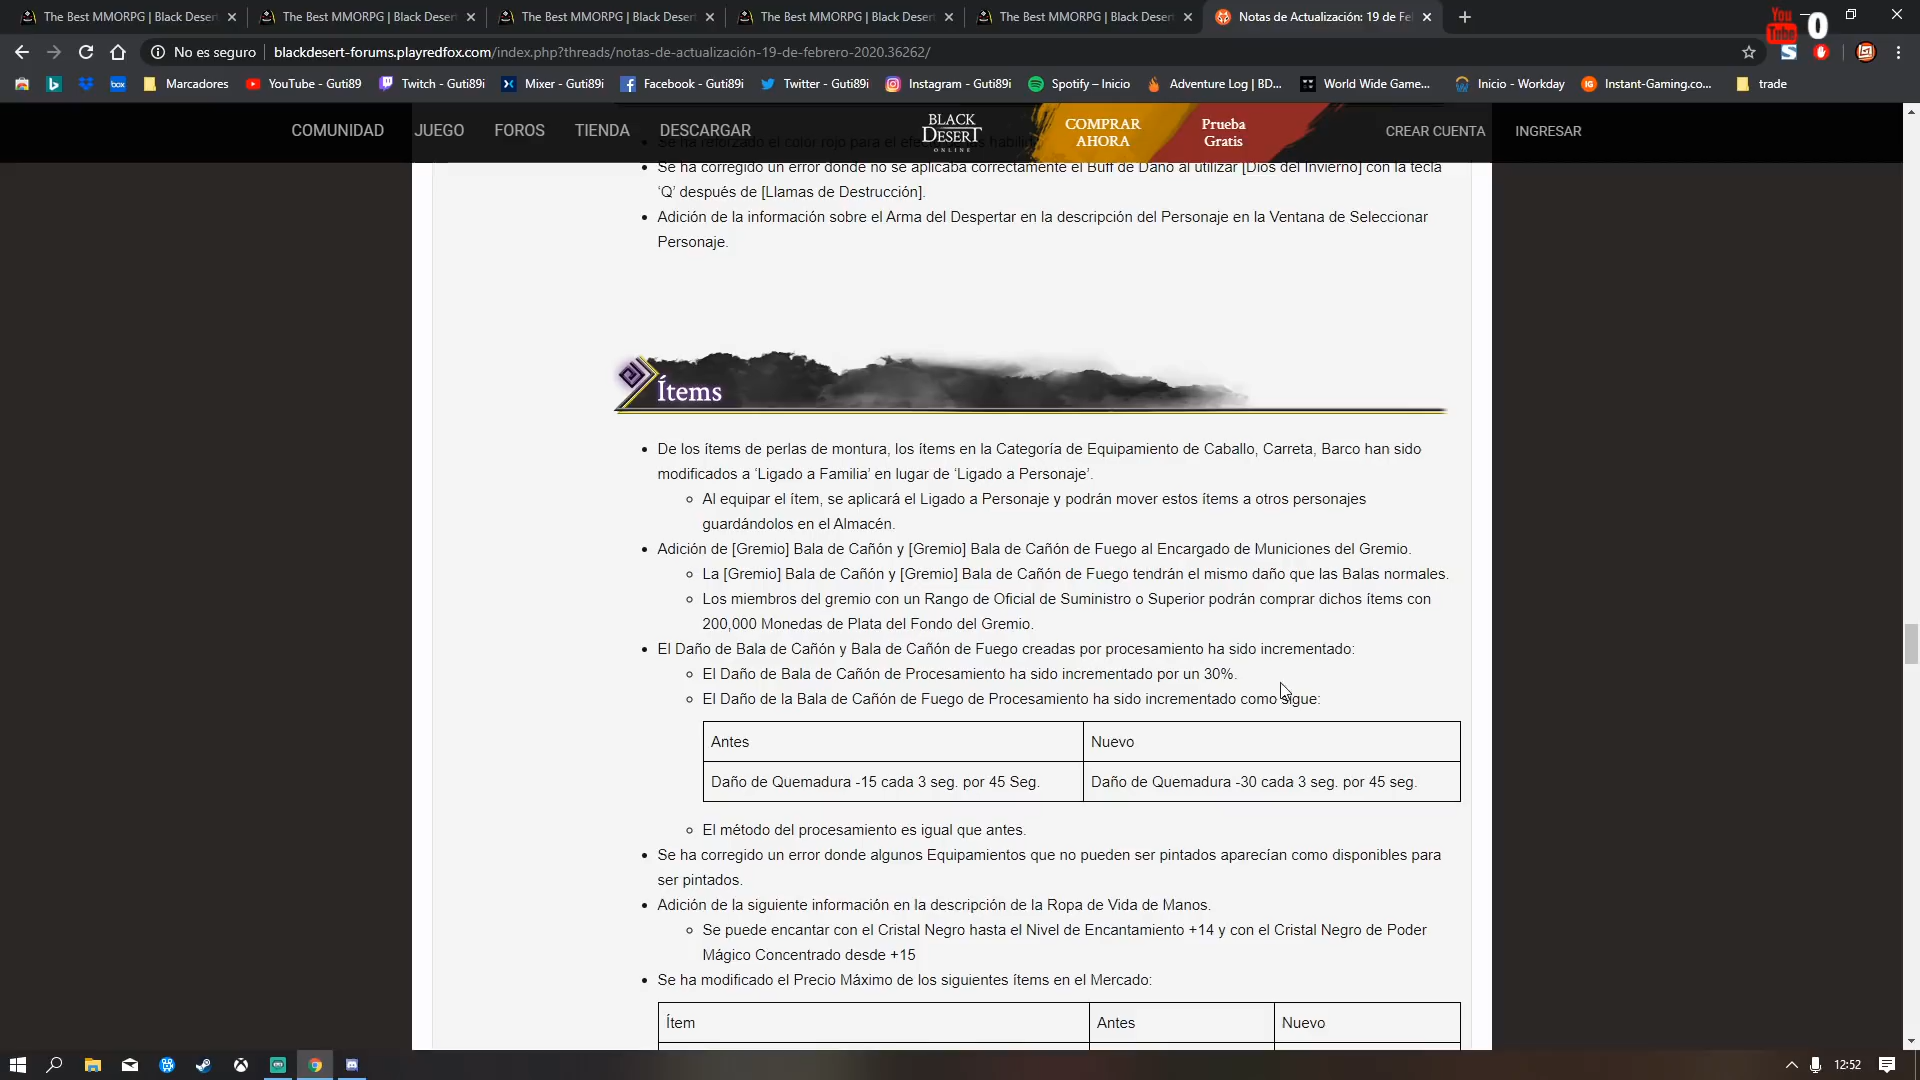 The Best MMORPG | Black Desert
The Best MMORPG | Black Desert
The Best MMORPG | Black Desert
The Best MMORPG | Black Desert
The Best MMORPG | Black Desert
Notas de Actualización: 19 de Fe
You Tube 0
No es seguro | blackdesert-forums.playredfox.com/index.php?threads/notas-de-actualización-19-de-febrero-2020.36262/
box Marcadores YouTube - Guti89 Twitch - Guti89i Mixer - Guti89i Facebook - Guti89i Twitter - Guti89i Instagram - Guti89i Spotify – Inicio Adventure Log | BD... World Wide Game... Inicio - Workday IG Instant-Gaming.co... trade
COMUNIDAD JUEGO FOROS TIENDA DESCARGAR BLACK DESERT ONLINE COMPRAR AHORA Prueba Gratis CREAR CUENTA INGRESAR
Se ha reforzado el color rojo para el
Se ha corregido un error donde no se aplicaba correctamente el Buff de Daño al utilizar [Dios del Invierno] con la tecla
‘Q’ después de [Llamas de Destrucción].
Adición de la información sobre el Arma del Despertar en la descripción del Personaje en la Ventana de Seleccionar
Personaje.
Ítems
De los ítems de perlas de montura, los ítems en la Categoría de Equipamiento de Caballo, Carreta, Barco han sido
modificados a ‘Ligado a Familia’ en lugar de ‘Ligado a Personaje’.
Al equipar el ítem, se aplicará el Ligado a Personaje y podrán mover estos ítems a otros personajes
guardándolos en el Almacén.
Adición de [Gremio] Bala de Cañón y [Gremio] Bala de Cañón de Fuego al Encargado de Municiones del Gremio.
La [Gremio] Bala de Cañón y [Gremio] Bala de Cañón de Fuego tendrán el mismo daño que las Balas normales.
Los miembros del gremio con un Rango de Oficial de Suministro o Superior podrán comprar dichos ítems con
200,000 Monedas de Plata del Fondo del Gremio.
El Daño de Bala de Cañón y Bala de Cañón de Fuego creadas por procesamiento ha sido incrementado:
El Daño de Bala de Cañón de Procesamiento ha sido incrementado por un 30%.
El Daño de la Bala de Cañón de Fuego de Procesamiento ha sido incrementado como sigue:
Antes Nuevo
Daño de Quemadura -15 cada 3 seg. por 45 Seg. Daño de Quemadura -30 cada 3 seg. por 45 seg.
El método del procesamiento es igual que antes.
Se ha corregido un error donde algunos Equipamientos que no pueden ser pintados aparecían como disponibles para
ser pintados.
Adición de la siguiente información en la descripción de la Ropa de Vida de Manos.
Se puede encantar con el Cristal Negro hasta el Nivel de Encantamiento +14 y con el Cristal Negro de Poder
Mágico Concentrado desde +15
Se ha modificado el Precio Máximo de los siguientes ítems en el Mercado:
Ítem Antes Nuevo
12:52